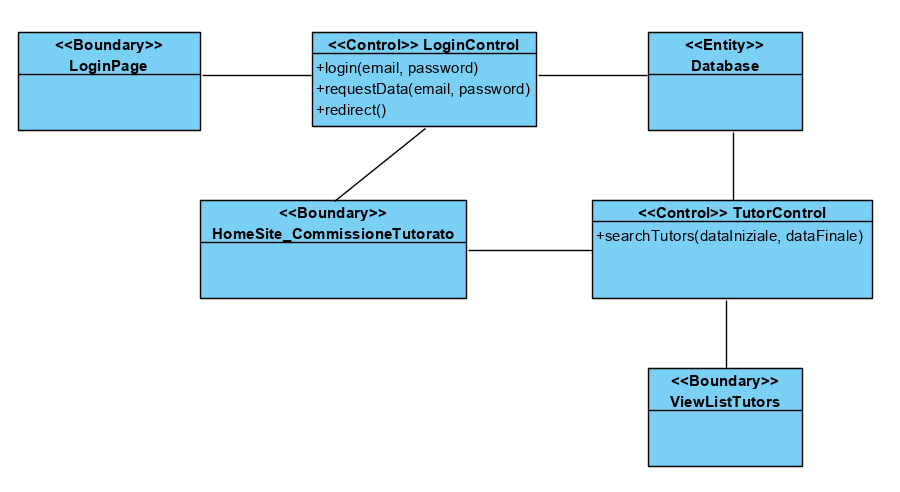 <<Boundary>>
LoginPage
<<Control>> LoginControl
+login(email, password)
+requestData(email, password)
+redirect()
<<Entity>>
Database
<<Boundary>>
HomeSite_CommissioneTutorato
<<Control>> TutorControl
+searchTutors(dataIniziale, dataFinale)
<<Boundary>>
ViewListTutors